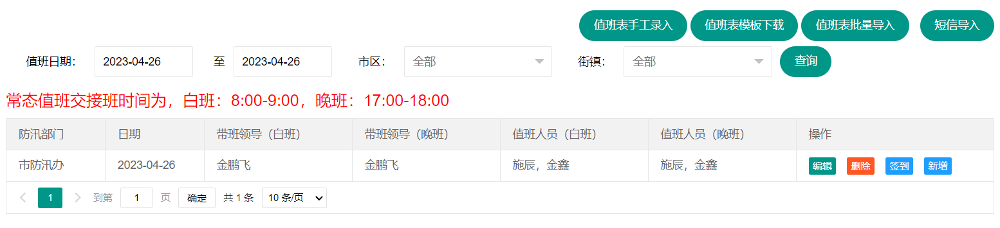 值班表手工录入 值班表模板下载 值班表批量导入 短信导入
值班日期： 2023-04-26 至 2023-04-26 市区： 全部 街镇： 全部 查询
常态值班交接班时间为，白班：8:00-9:00，晚班：17:00-18:00
防汛部门 日期 带班领导（白班） 带班领导（晚班） 值班人员（白班） 值班人员（晚班） 操作
市防汛办 2023-04-26 金鹏飞 金鹏飞 施辰，金鑫 施辰，金鑫 编辑 删除 签到 新增
1 到第 1 页 确定 共 1 条 10 条/页